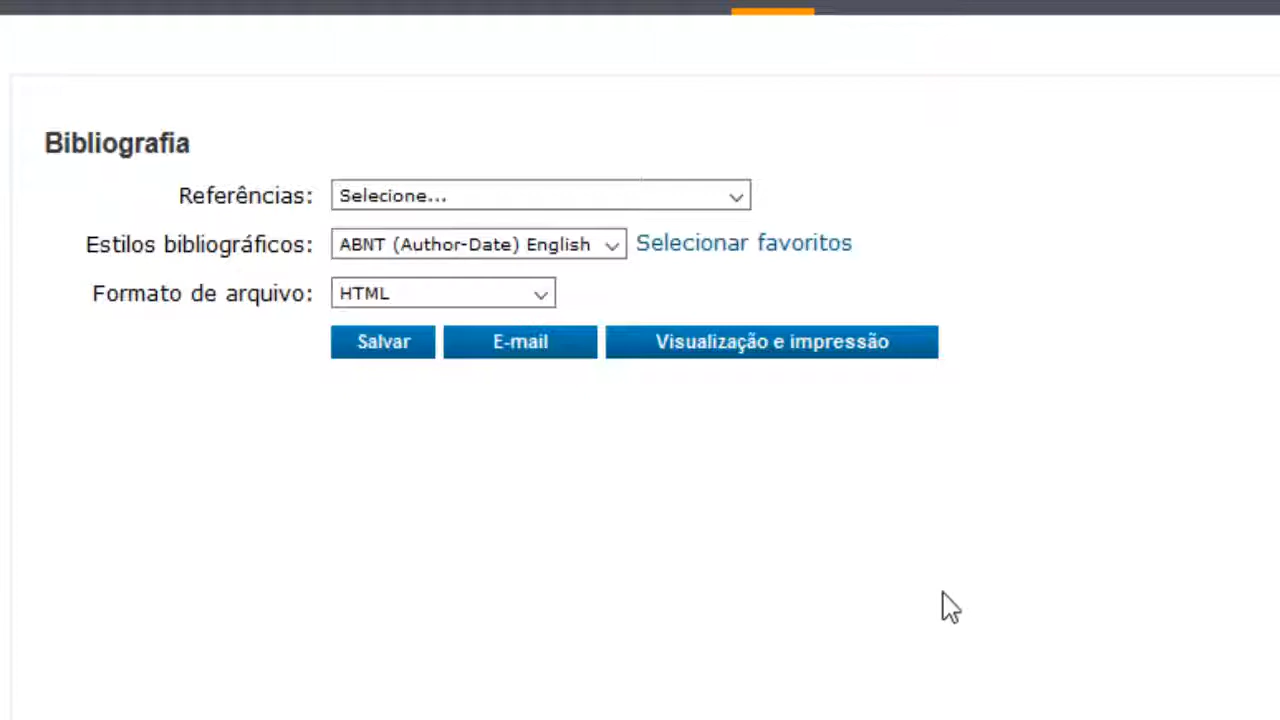 Bibliografia
Referências: Selecione...
Estilos bibliográficos: ABNT (Author-Date) English Selecionar favoritos
Formato de arquivo: HTML
Salvar E-mail Visualização e impressão